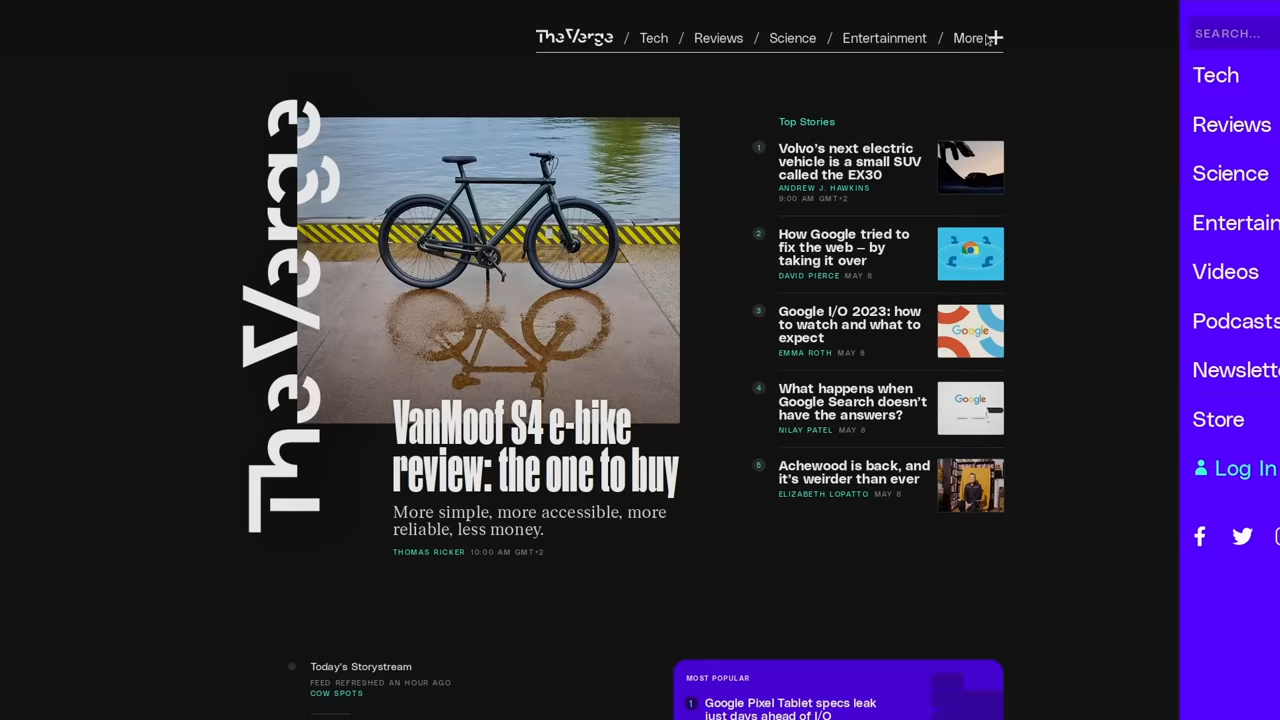 TheVerge / Tech / Reviews / Science / Entertainment / More
TheVerge
VanMoof S4 e-bike
review: the one to buy
More simple, more accessible, more
reliable, less money.
THOMAS RICKER 10:00 AM GMT+2
Top Stories
1
Volvo's next electric
vehicle is a small SUV
called the EX30
ANDREW J. HAWKINS
9:00 AM GMT+2
2
How Google tried to
fix the web – by
taking it over
DAVID PIERCE MAY 8
3
Google I/O 2023: how
to watch and what to
expect
EMMA ROTH MAY 8
Google
4
What happens when
Google Search doesn't
have the answers?
NILAY PATEL MAY 8
Google
5
Achewood is back, and
it's weirder than ever
ELIZABETH LOPATTO MAY 8
Today's Storystream
FEED REFRESHED AN HOUR AGO
COW SPOTS
MOST POPULAR
1
Google Pixel Tablet specs leak
just days ahead of I/O
SEARCH...
Tech
Reviews
Science
Entertain
Videos
Podcasts
Newslett
Store
Log In